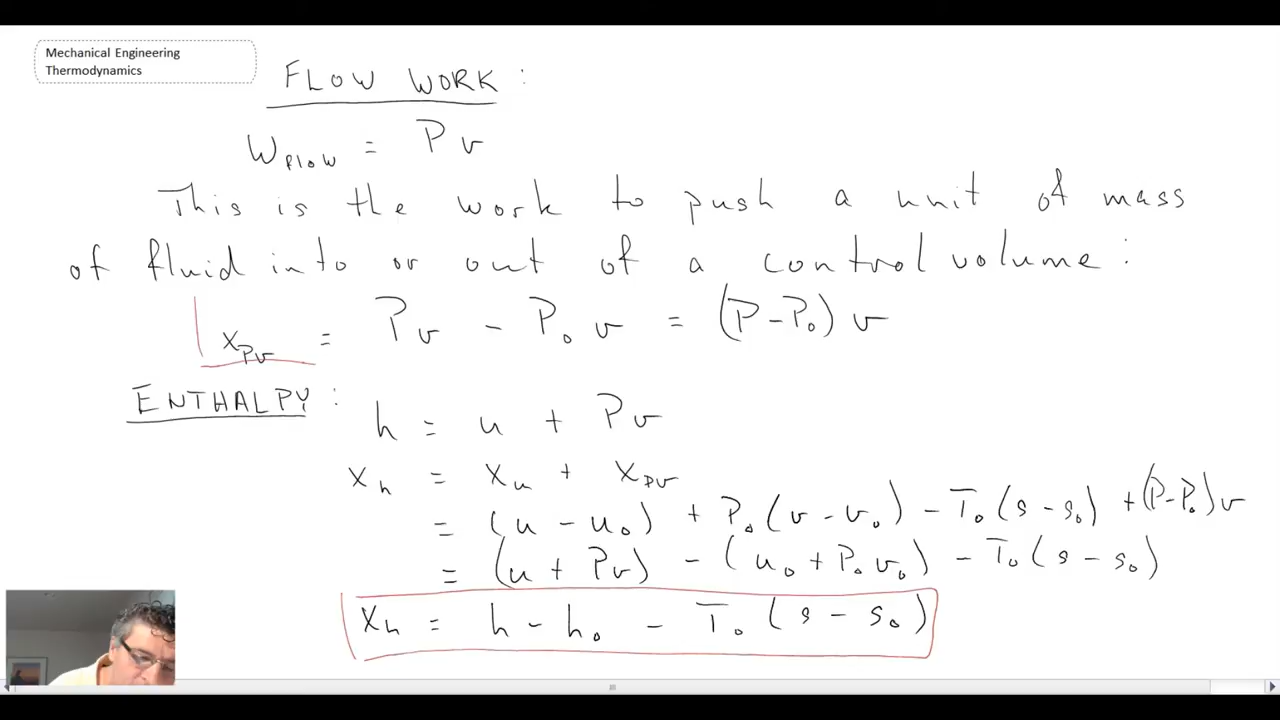 Mechanical Engineering
Thermodynamics
FLOW WORK :
w_flow = Pv
This is the work to push a unit of mass
of fluid into or out of a control volume :
x_Pv = Pv - P₀v = (P-P₀)v
ENTHALPY :
h = u + Pv
x_h = x_u + x_Pv
= (u - u₀) + P₀(v - v₀) - T₀(s - s₀) + (P-P₀)v
= (u + Pv) - (u₀ + P₀v₀) - T₀(s - s₀)
x_h = h - h₀ - T₀(s - s₀)